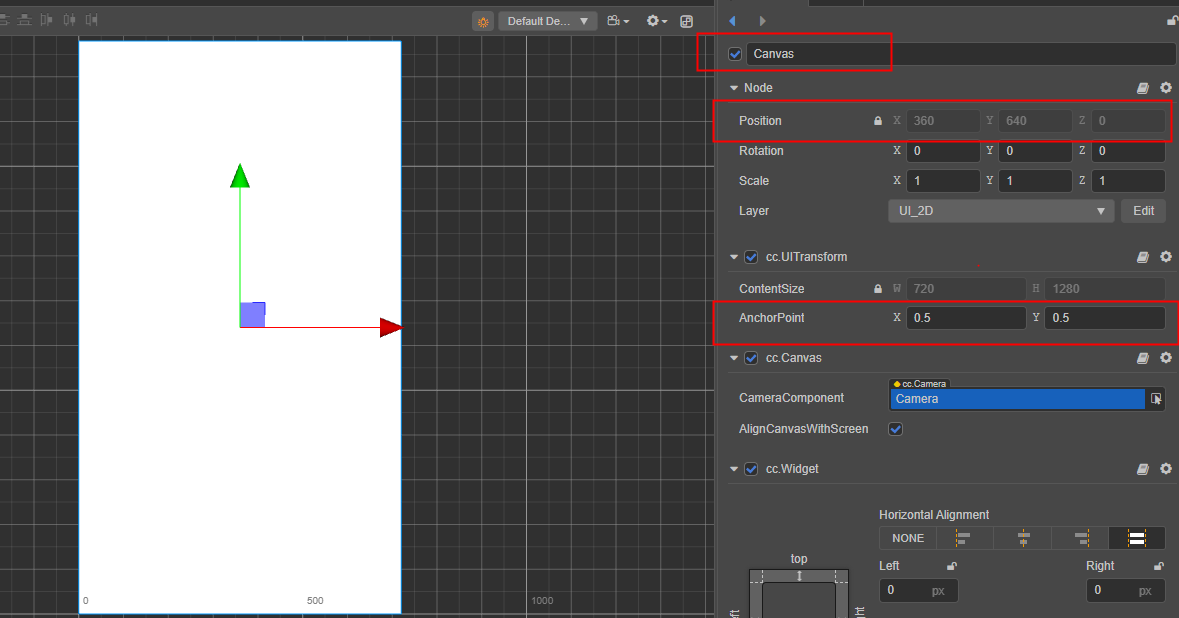 Default De...
Canvas
Node
Position X 360 Y 640 Z 0
Rotation X 0 Y 0 Z 0
Scale X 1 Y 1 Z 1
Layer UI_2D Edit
cc.UITransform
ContentSize W 720 H 1280
AnchorPoint X 0.5 Y 0.5
cc.Canvas
cc.Camera
CameraComponent Camera
AlignCanvasWithScreen
cc.Widget
Horizontal Alignment
NONE
top
Left Right
0 px 0 px
0 500 1000